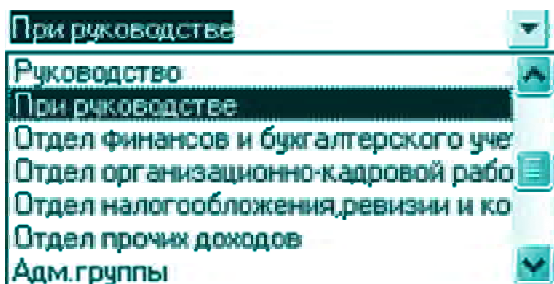 При руководстве
Руководство
При руководстве
Отдел финансов и бухгалтерского уче
Отдел организационно-кадровой рабо
Отдел налогообложения,ревизии и ко
Отдел прочих доходов
Адм.группы